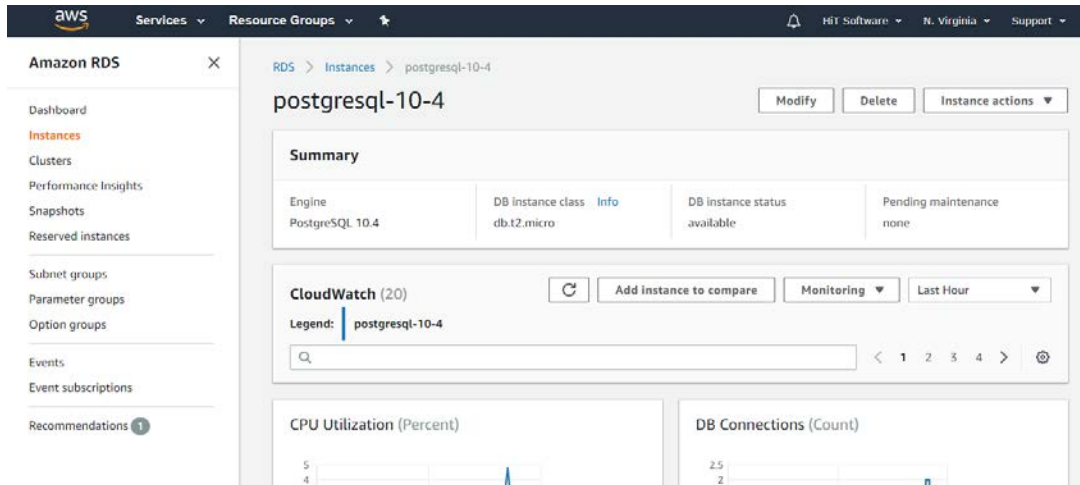 aws Services Resource Groups HiT Software N. Virginia Support
Amazon RDS ×
Dashboard
Instances
Clusters
Performance Insights
Snapshots
Reserved instances
Subnet groups
Parameter groups
Option groups
Events
Event subscriptions
Recommendations 1
RDS > Instances > postgresql-10-4
postgresql-10-4 Modify Delete Instance actions
Summary
Engine DB instance class Info DB instance status Pending maintenance
PostgreSQL 10.4 db.t2.micro available none
CloudWatch (20) Add instance to compare Monitoring Last Hour
Legend: postgresql-10-4
< 1 2 3 4 >
CPU Utilization (Percent) DB Connections (Count)
5 2.5
4 2